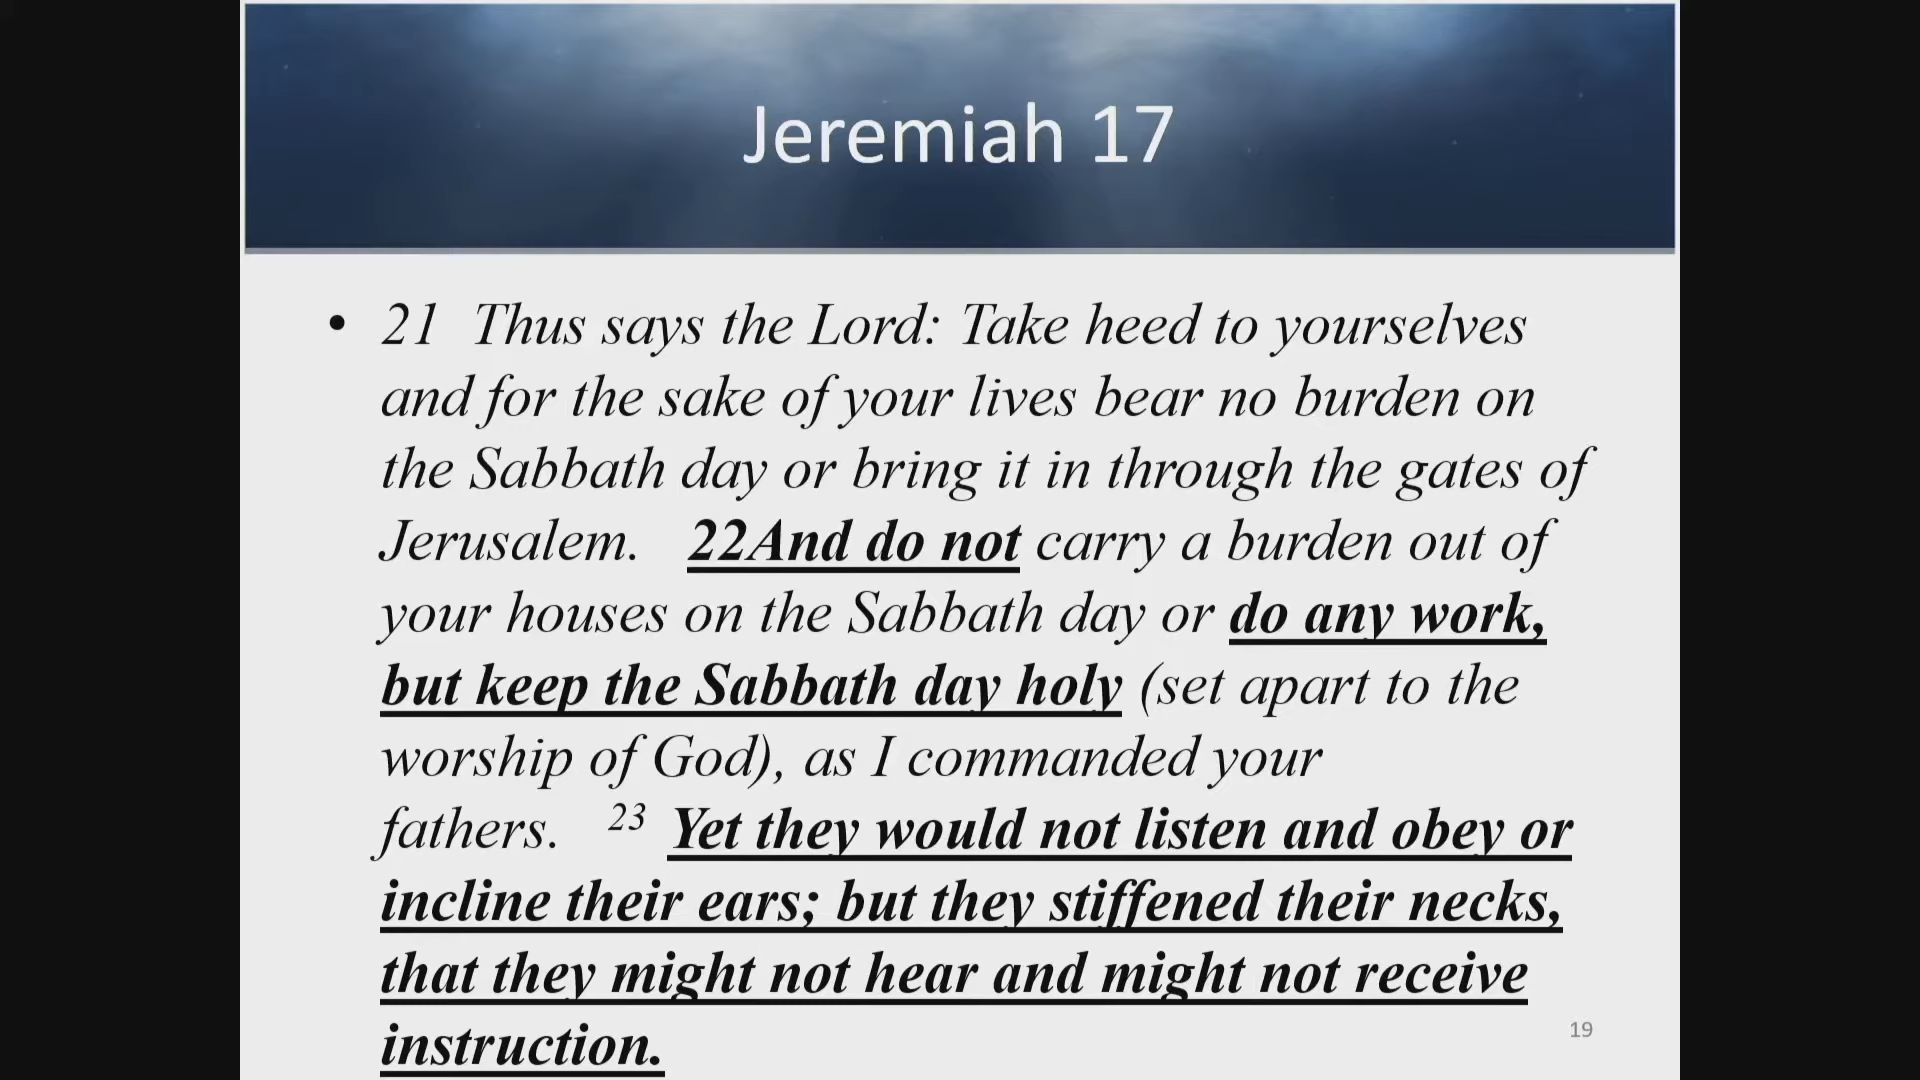 Jeremiah 17
• 21 Thus says the Lord: Take heed to yourselves
and for the sake of your lives bear no burden on
the Sabbath day or bring it in through the gates of
Jerusalem. 22And do not carry a burden out of
your houses on the Sabbath day or do any work,
but keep the Sabbath day holy (set apart to the
worship of God), as I commanded your
fathers. 23 Yet they would not listen and obey or
incline their ears; but they stiffened their necks,
that they might not hear and might not receive
instruction.
19